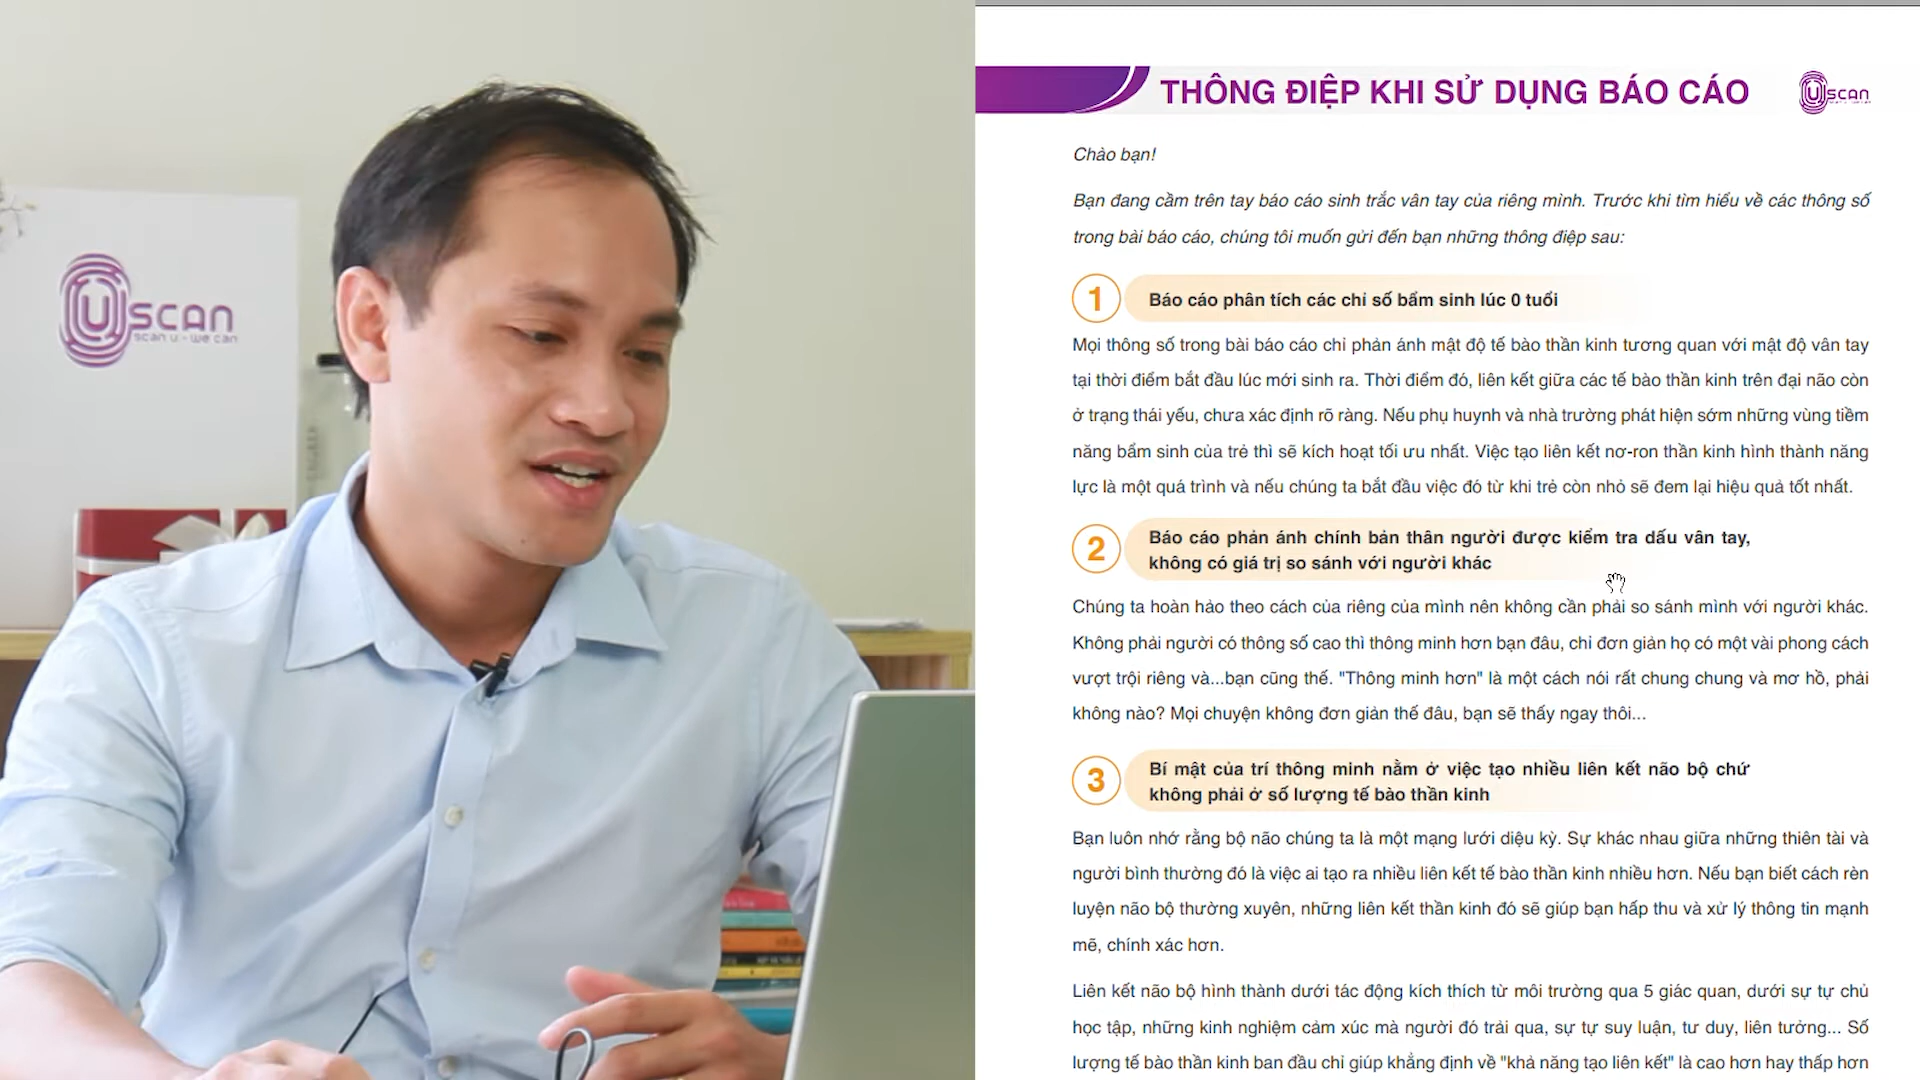 USCAN
scan u - we can
THÔNG ĐIỆP KHI SỬ DỤNG BÁO CÁO
Uscan
Chào bạn!
Bạn đang cầm trên tay báo cáo sinh trắc vân tay của riêng mình. Trước khi tìm hiểu về các thông số
trong bài báo cáo, chúng tôi muốn gửi đến bạn những thông điệp sau:
1
Báo cáo phân tích các chỉ số bẩm sinh lúc 0 tuổi
Mọi thông số trong bài báo cáo chỉ phản ánh mật độ tế bào thần kinh tương quan với mật độ vân tay
tại thời điểm bắt đầu lúc mới sinh ra. Thời điểm đó, liên kết giữa các tế bào thần kinh trên đại não còn
ở trạng thái yếu, chưa xác định rõ ràng. Nếu phụ huynh và nhà trường phát hiện sớm những vùng tiềm
năng bẩm sinh của trẻ thì sẽ kích hoạt tối ưu nhất. Việc tạo liên kết nơ-ron thần kinh hình thành năng
lực là một quá trình và nếu chúng ta bắt đầu việc đó từ khi trẻ còn nhỏ sẽ đem lại hiệu quả tốt nhất.
2
Báo cáo phản ánh chính bản thân người được kiểm tra dấu vân tay,
không có giá trị so sánh với người khác
Chúng ta hoàn hảo theo cách của riêng của mình nên không cần phải so sánh mình với người khác.
Không phải người có thông số cao thì thông minh hơn bạn đâu, chỉ đơn giản họ có một vài phong cách
vượt trội riêng và...bạn cũng thế. "Thông minh hơn" là một cách nói rất chung chung và mơ hồ, phải
không nào? Mọi chuyện không đơn giản thế đâu, bạn sẽ thấy ngay thôi...
3
Bí mật của trí thông minh nằm ở việc tạo nhiều liên kết não bộ chứ
không phải ở số lượng tế bào thần kinh
Bạn luôn nhớ rằng bộ não chúng ta là một mạng lưới diệu kỳ. Sự khác nhau giữa những thiên tài và
người bình thường đó là việc ai tạo ra nhiều liên kết tế bào thần kinh nhiều hơn. Nếu bạn biết cách rèn
luyện não bộ thường xuyên, những liên kết thần kinh đó sẽ giúp bạn hấp thu và xử lý thông tin mạnh
mẽ, chính xác hơn.
Liên kết não bộ hình thành dưới tác động kích thích từ môi trường qua 5 giác quan, dưới sự tự chủ
học tập, những kinh nghiệm cảm xúc mà người đó trải qua, sự tự suy luận, tư duy, liên tưởng... Số
lượng tế bào thần kinh ban đầu chỉ giúp khẳng định về "khả năng tạo liên kết" là cao hơn hay thấp hơn